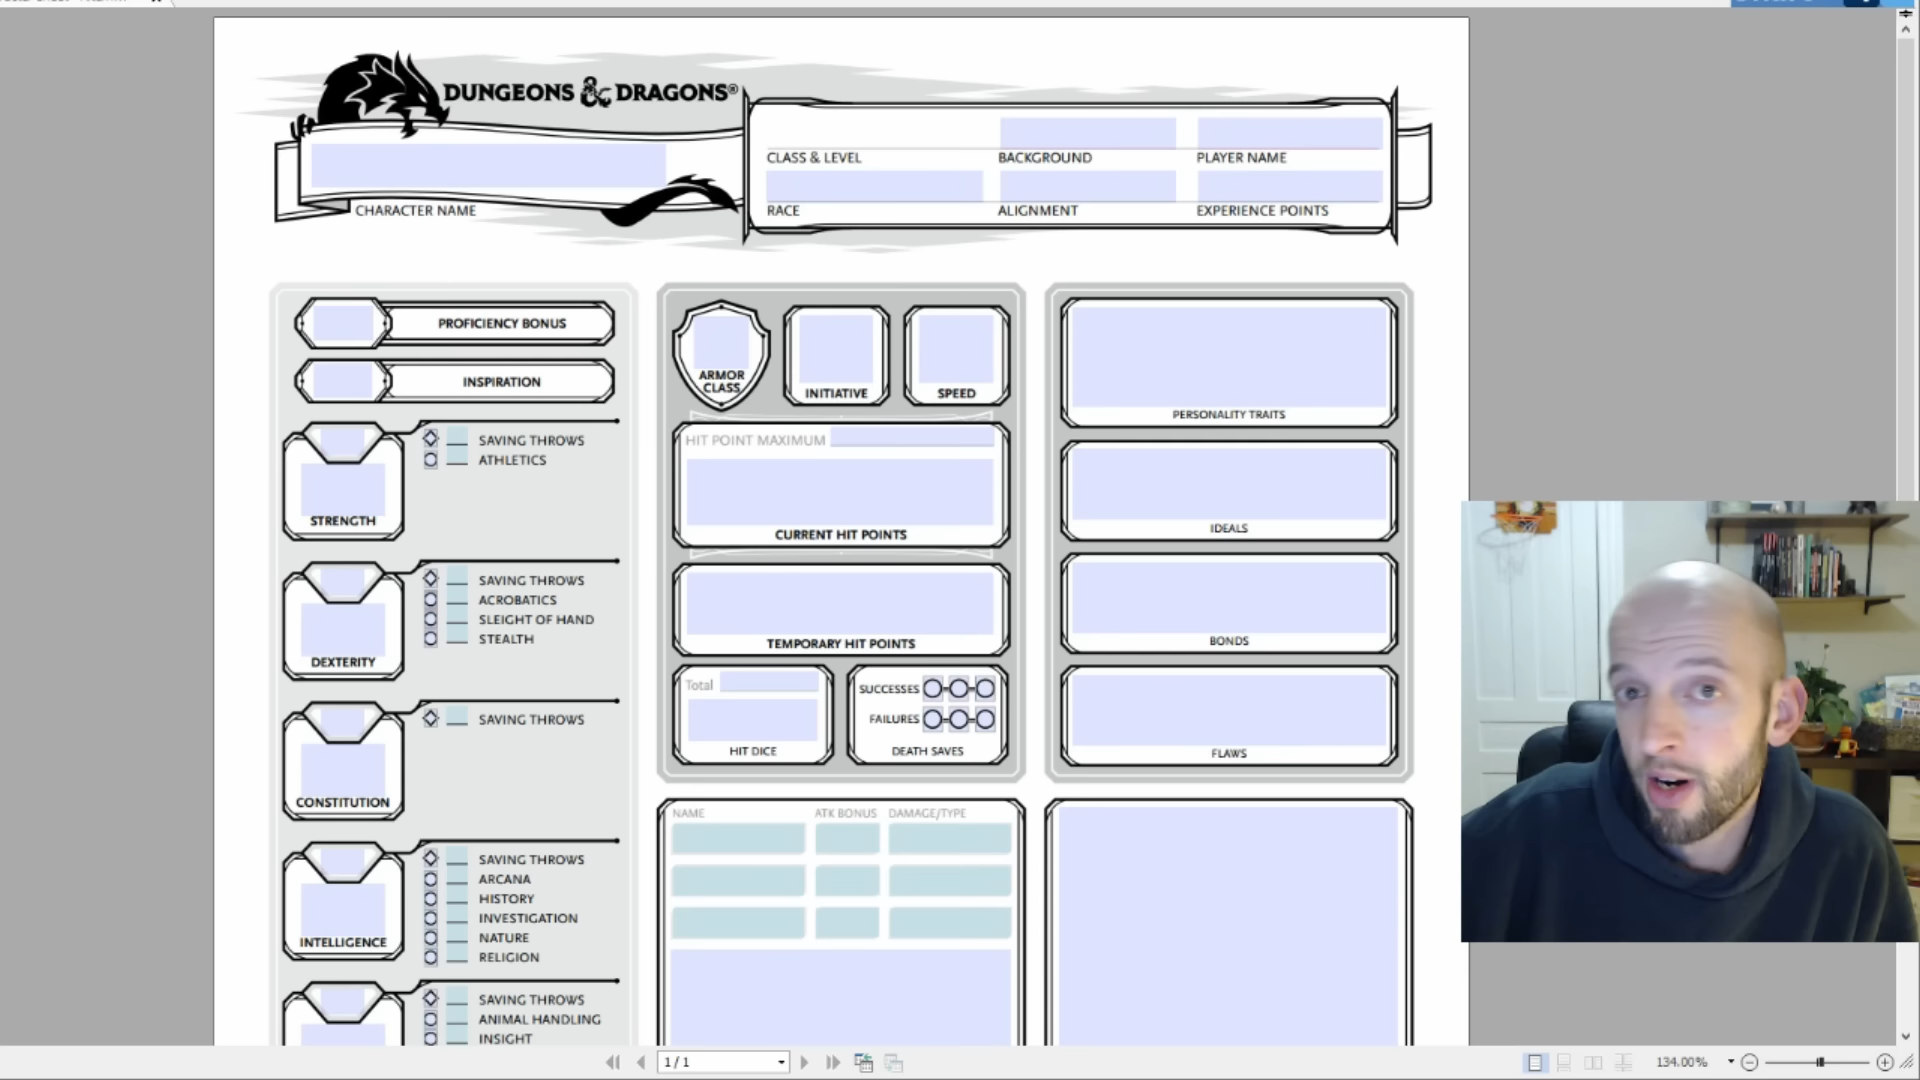 DUNGEONS & DRAGONS®
CLASS & LEVEL BACKGROUND PLAYER NAME
CHARACTER NAME
RACE ALIGNMENT EXPERIENCE POINTS
PROFICIENCY BONUS
INSPIRATION
SAVING THROWS
ATHLETICS
STRENGTH
SAVING THROWS
ACROBATICS
SLEIGHT OF HAND
STEALTH
DEXTERITY
SAVING THROWS
CONSTITUTION
SAVING THROWS
ARCANA
HISTORY
INVESTIGATION
NATURE
RELIGION
INTELLIGENCE
SAVING THROWS
ANIMAL HANDLING
INSIGHT
ARMOR
CLASS
INITIATIVE
SPEED
HIT POINT MAXIMUM
CURRENT HIT POINTS
TEMPORARY HIT POINTS
Total
HIT DICE
SUCCESSES
FAILURES
DEATH SAVES
NAME ATK BONUS DAMAGE/TYPE
PERSONALITY TRAITS
IDEALS
BONDS
FLAWS
1 / 1
134.00%